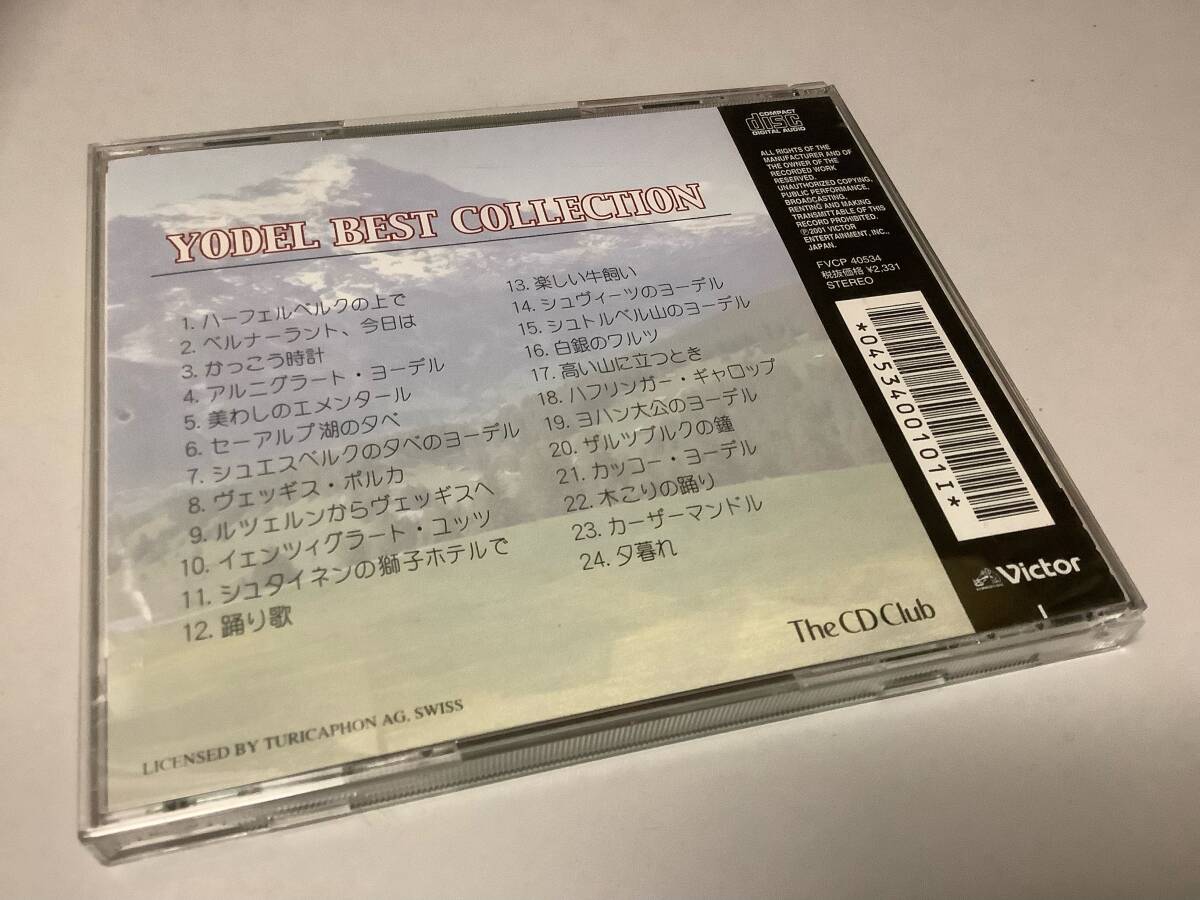 YODEL BEST COLLECTION
1. ハーフェルベルクの上で
2. ベルナーラント、今日は
3. かっこう時計
4. アルニグラート・ヨーデル
5. 美わしのエメンタール
6. セーアルプ湖の夕べ
7. シュエスベルクの夕べのヨーデル
8. ヴェッギス・ポルカ
9. ルツェルンからヴェッギスへ
10. イエンツィグラート・ユッツ
11. シュタイネンの獅子ホテルで
12. 踊り歌
13. 楽しい牛飼い
14. シュヴィーツのヨーデル
15. シュトルベル山のヨーデル
16. 白銀のワルツ
17. 高い山に立つとき
18. ハフリンガー・ギャロップ
19. ヨハン大公のヨーデル
20. ザルツブルクの鐘
21. カッコー・ヨーデル
22. 木こりの踊り
23. カーザーマンドル
24. 夕暮れ
The CD Club
LICENSED BY TURICAPHON AG, SWISS
COMPACT
disc
DIGITAL AUDIO
ALL RIGHTS OF THE
MANUFACTURER AND OF
THE OWNER OF THE
RECORDED WORK
RESERVED.
UNAUTHORIZED COPYING,
PUBLIC PERFORMANCE,
BROADCASTING,
RENTING AND MAKING
TRANSMITTABLE OF THIS
RECORD PROHIBITED.
℗2001 VICTOR
ENTERTAINMENT, INC.,
JAPAN.
FVCP 40534
税抜価格 ¥2,331
STEREO
*0453400101I*
Victor